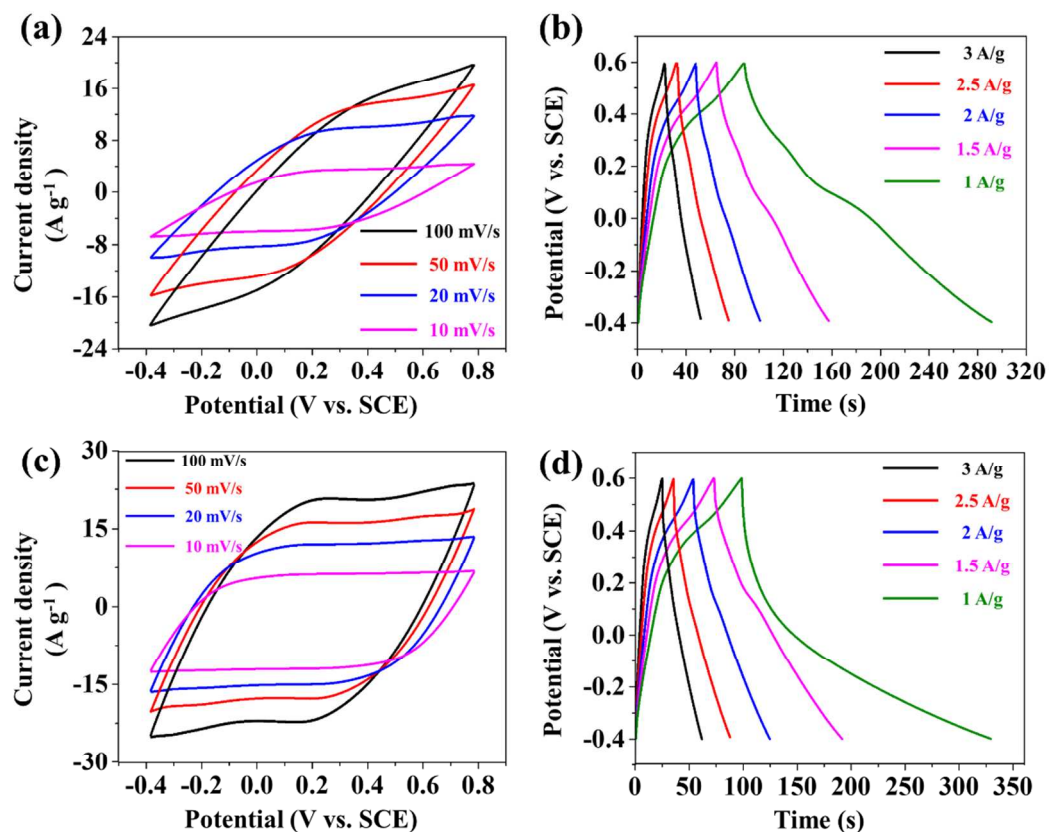 (a)
24
16
8
0
-8
-16
-24
Current density
(A g-1)
100 mV/s
50 mV/s
20 mV/s
10 mV/s
-0.4 -0.2 0.0 0.2 0.4 0.6 0.8
Potential (V vs. SCE)
(b)
0.6
0.4
0.2
0.0
-0.2
-0.4
Potential (V vs. SCE)
3 A/g
2.5 A/g
2 A/g
1.5 A/g
1 A/g
0 40 80 120 160 200 240 280 320
Time (s)
(c)
30
15
0
-15
-30
Current density
(A g-1)
100 mV/s
50 mV/s
20 mV/s
10 mV/s
-0.4 -0.2 0.0 0.2 0.4 0.6 0.8
Potential (V vs. SCE)
(d)
0.6
0.4
0.2
0.0
-0.2
-0.4
Potential (V vs. SCE)
3 A/g
2.5 A/g
2 A/g
1.5 A/g
1 A/g
0 50 100 150 200 250 300 350
Time (s)